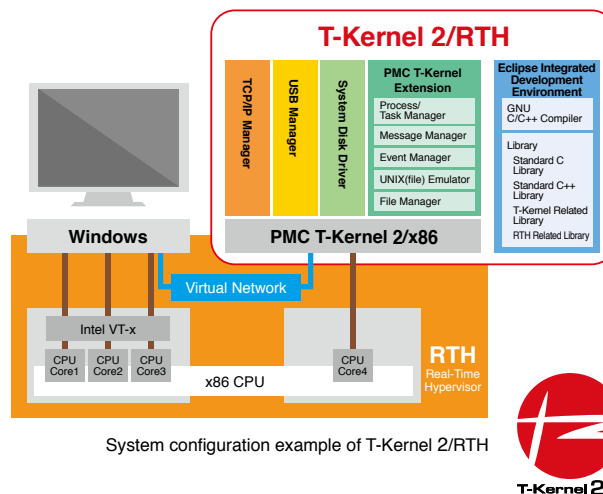 T-Kernel 2/RTH
TCP/IP Manager
USB Manager
System Disk Driver
PMC T-Kernel
Extension
Process/
Task Manager
Message Manager
Event Manager
UNIX(file) Emulator
File Manager
Eclipse Integrated
Development
Environment
GNU
C/C++ Compiler
Library
Standard C
Library
Standard C++
Library
T-Kernel Related
Library
RTH Related Library
Windows
PMC T-Kernel 2/x86
Virtual Network
Intel VT-x
CPU
Core1
CPU
Core2
CPU
Core3
CPU
Core4
x86 CPU
RTH
Real-Time
Hypervisor
System configuration example of T-Kernel 2/RTH
T-Kernel 2